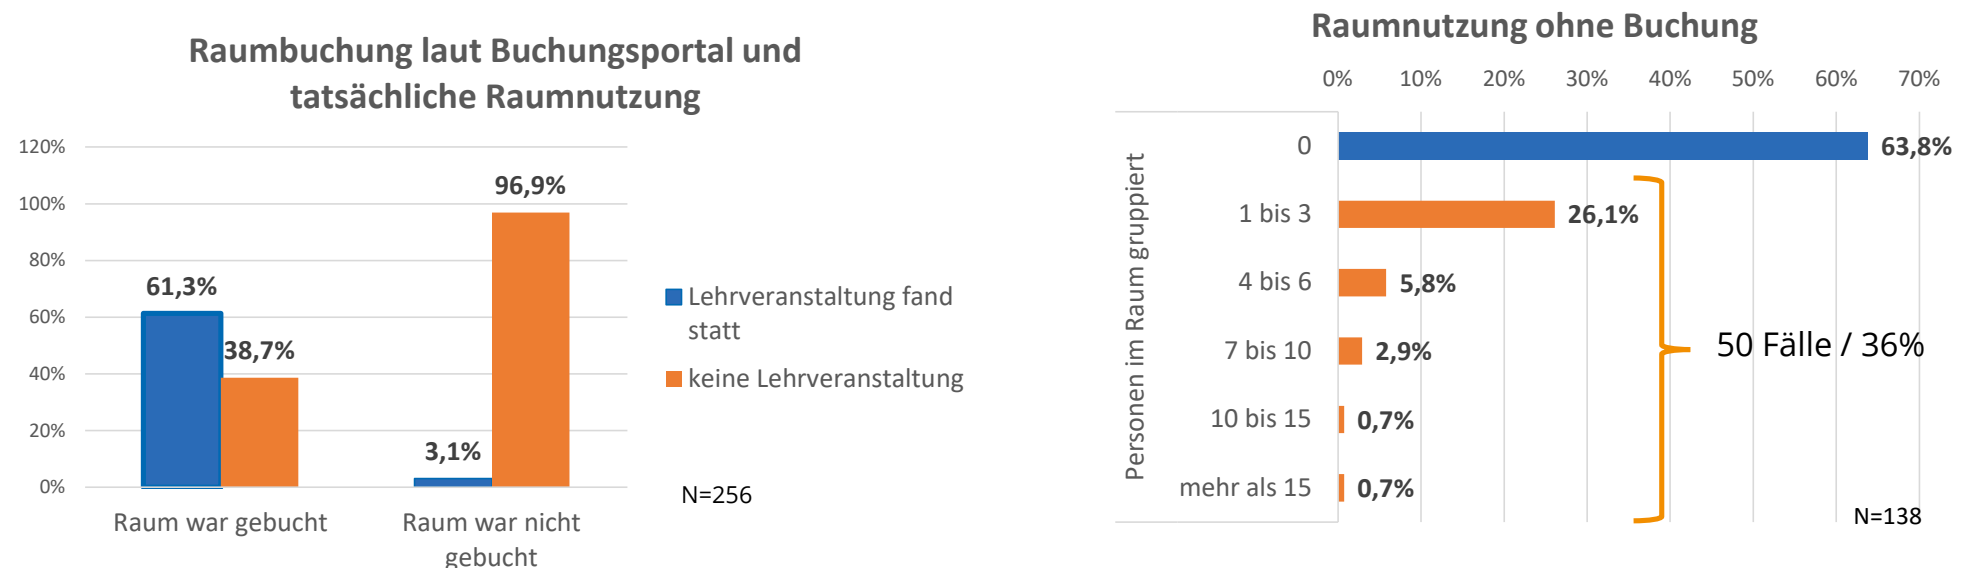 Raumbuchung laut Buchungsportal und
tatsächliche Raumnutzung
120%
100%
80%
60%
40%
20%
0%
61,3%
38,7%
3,1%
96,9%
Raum war gebucht
Raum war nicht
gebucht
Lehrveranstaltung fand
statt
keine Lehrveranstaltung
N=256
Raumnutzung ohne Buchung
0% 10% 20% 30% 40% 50% 60% 70%
Personen im Raum gruppiert
0 63,8%
1 bis 3 26,1%
4 bis 6 5,8%
7 bis 10 2,9%
10 bis 15 0,7%
mehr als 15 0,7%
50 Fälle / 36%
N=138